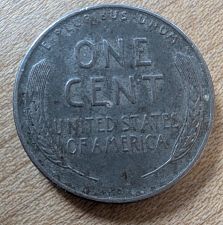 E·PLURIBUS·UNUM
ONE
CENT
UNITED STATES
OF AMERICA